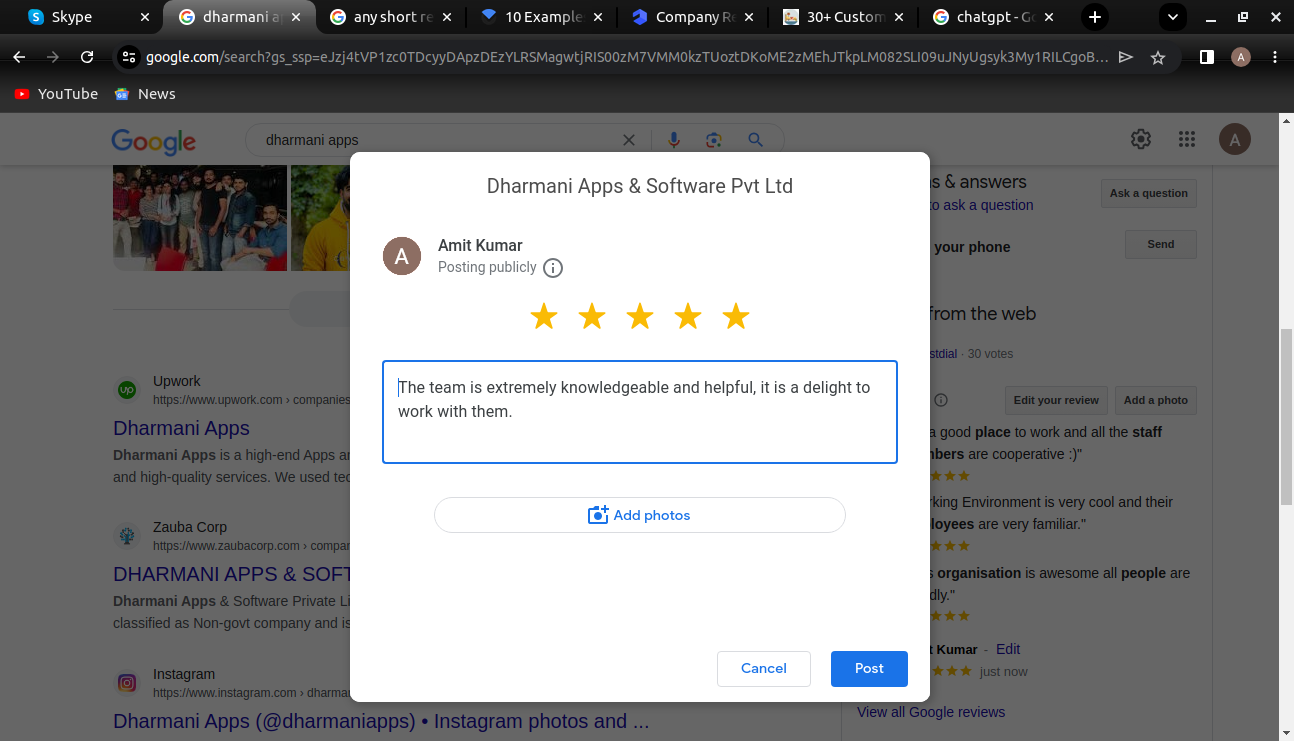 Skype
dharmani ap
any short re
10 Example
Company Re
30+ Custom
chatgpt - Go
google.com/search?gs_ssp=eJzj4tVP1zc0TDcyyDApzDEzYLRSMagwtjRIS00zM7VMM0kzTUoztDKoME2zMEhJTkpLM082SLI09uJNyUgsyk3My1RILCgoB...
A
YouTube
News
Google
dharmani apps
A
Dharmani Apps & Software Pvt Ltd
A
Amit Kumar
Posting publicly
The team is extremely knowledgeable and helpful, it is a delight to
work with them.
Add photos
Cancel
Post
Upwork
https://www.upwork.com › companies
Dharmani Apps
Dharmani Apps is a high-end Apps an
and high-quality services. We used tec
Zauba Corp
https://www.zaubacorp.com › compan
DHARMANI APPS & SOFT
Dharmani Apps & Software Private Li
classified as Non-govt company and is
Instagram
https://www.instagram.com › dharman
Dharmani Apps (@dharmaniapps) • Instagram photos and ...
s & answers
to ask a question
Ask a question
your phone
Send
from the web
stdial · 30 votes
Edit your review
Add a photo
a good place to work and all the staff
bers are cooperative :)"
king Environment is very cool and their
loyees are very familiar."
s organisation is awesome all people are
dly."
t Kumar - Edit
just now
View all Google reviews